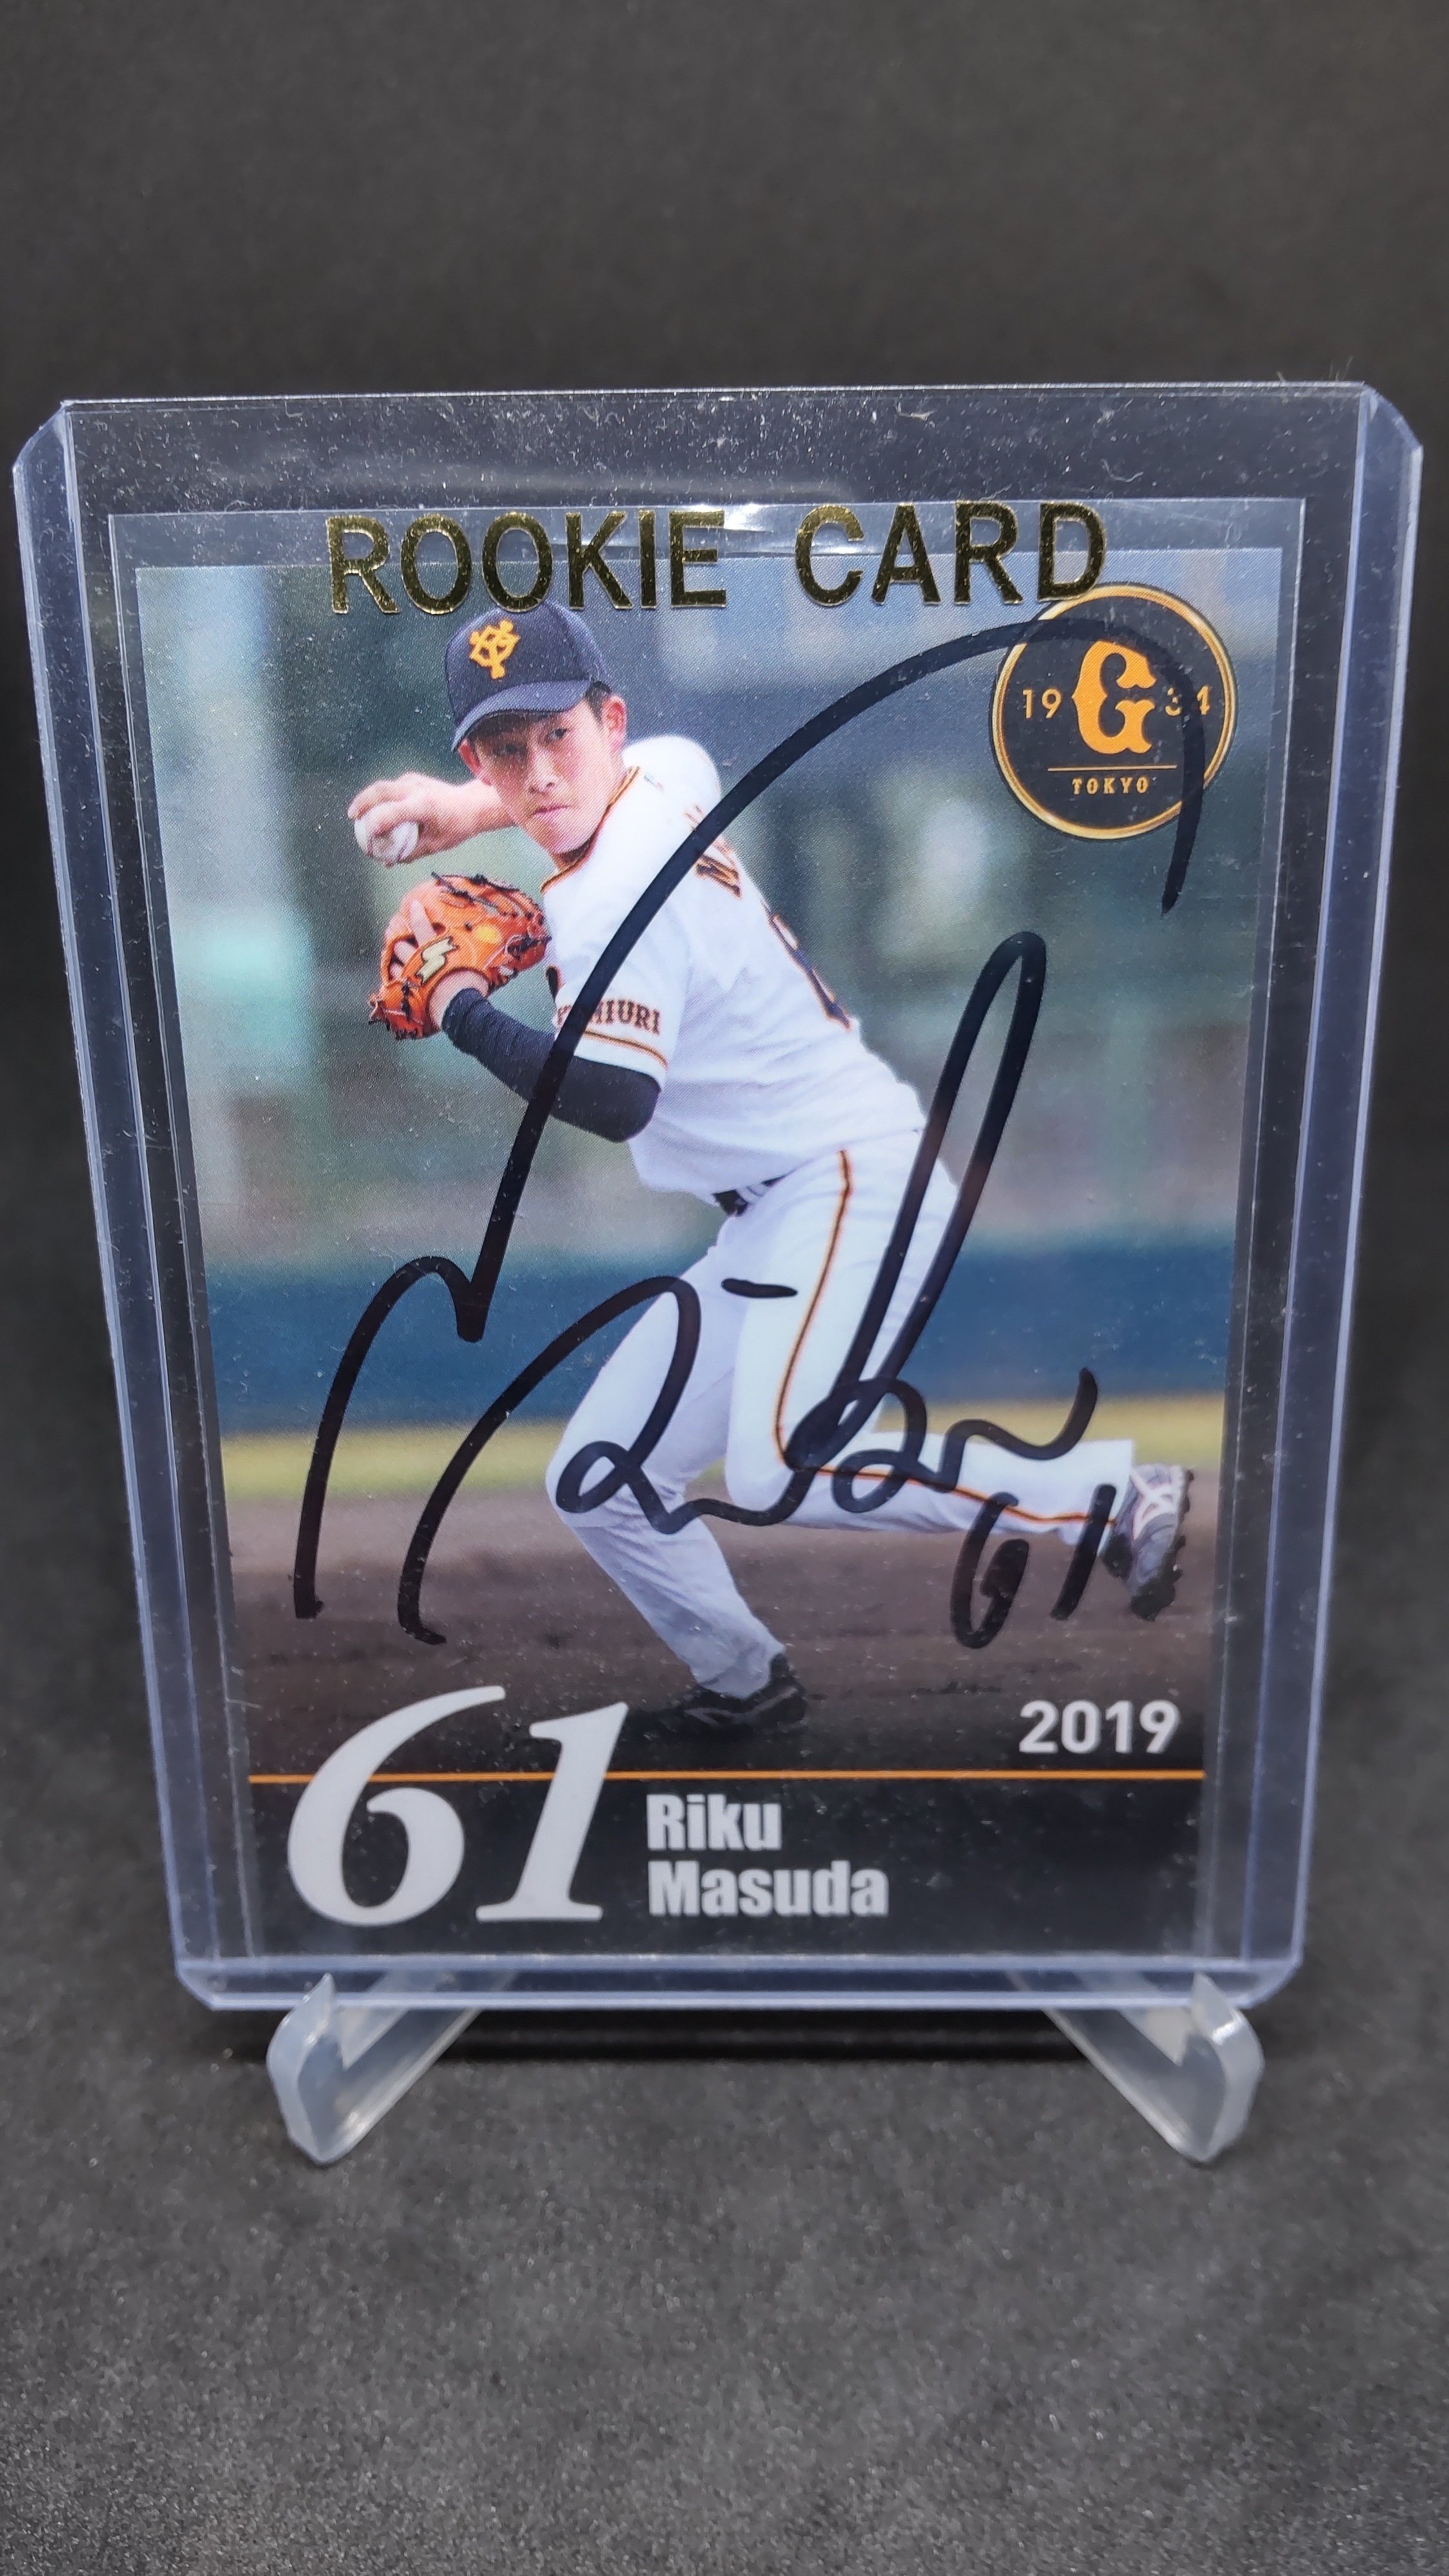 ROOKIE CARD
19 G 34
TOKYO
YOMIURI
61
2019
61
Riku
Masuda